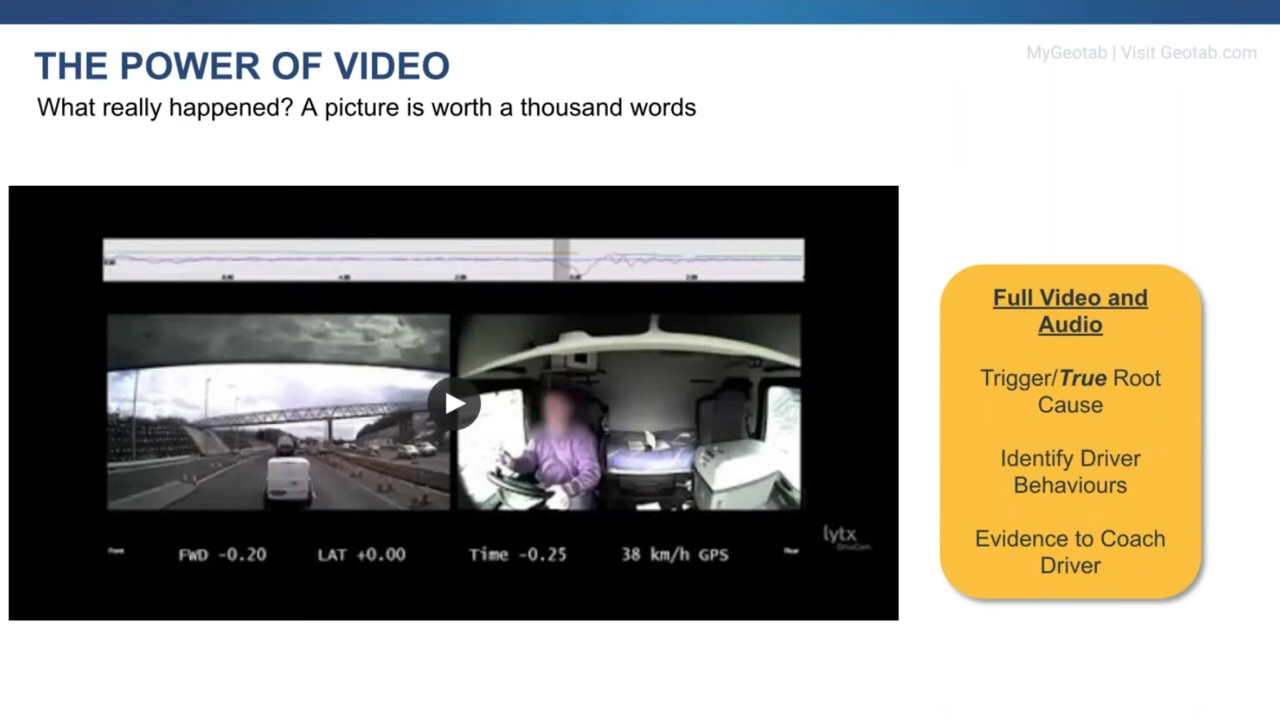 MyGeotab | Visit Geotab.com
THE POWER OF VIDEO
What really happened? A picture is worth a thousand words
FWD -0.20
LAT +0.00
Time -0.25
38 km/h GPS
lytx
Full Video and
Audio
Trigger/True Root
Cause
Identify Driver
Behaviours
Evidence to Coach
Driver